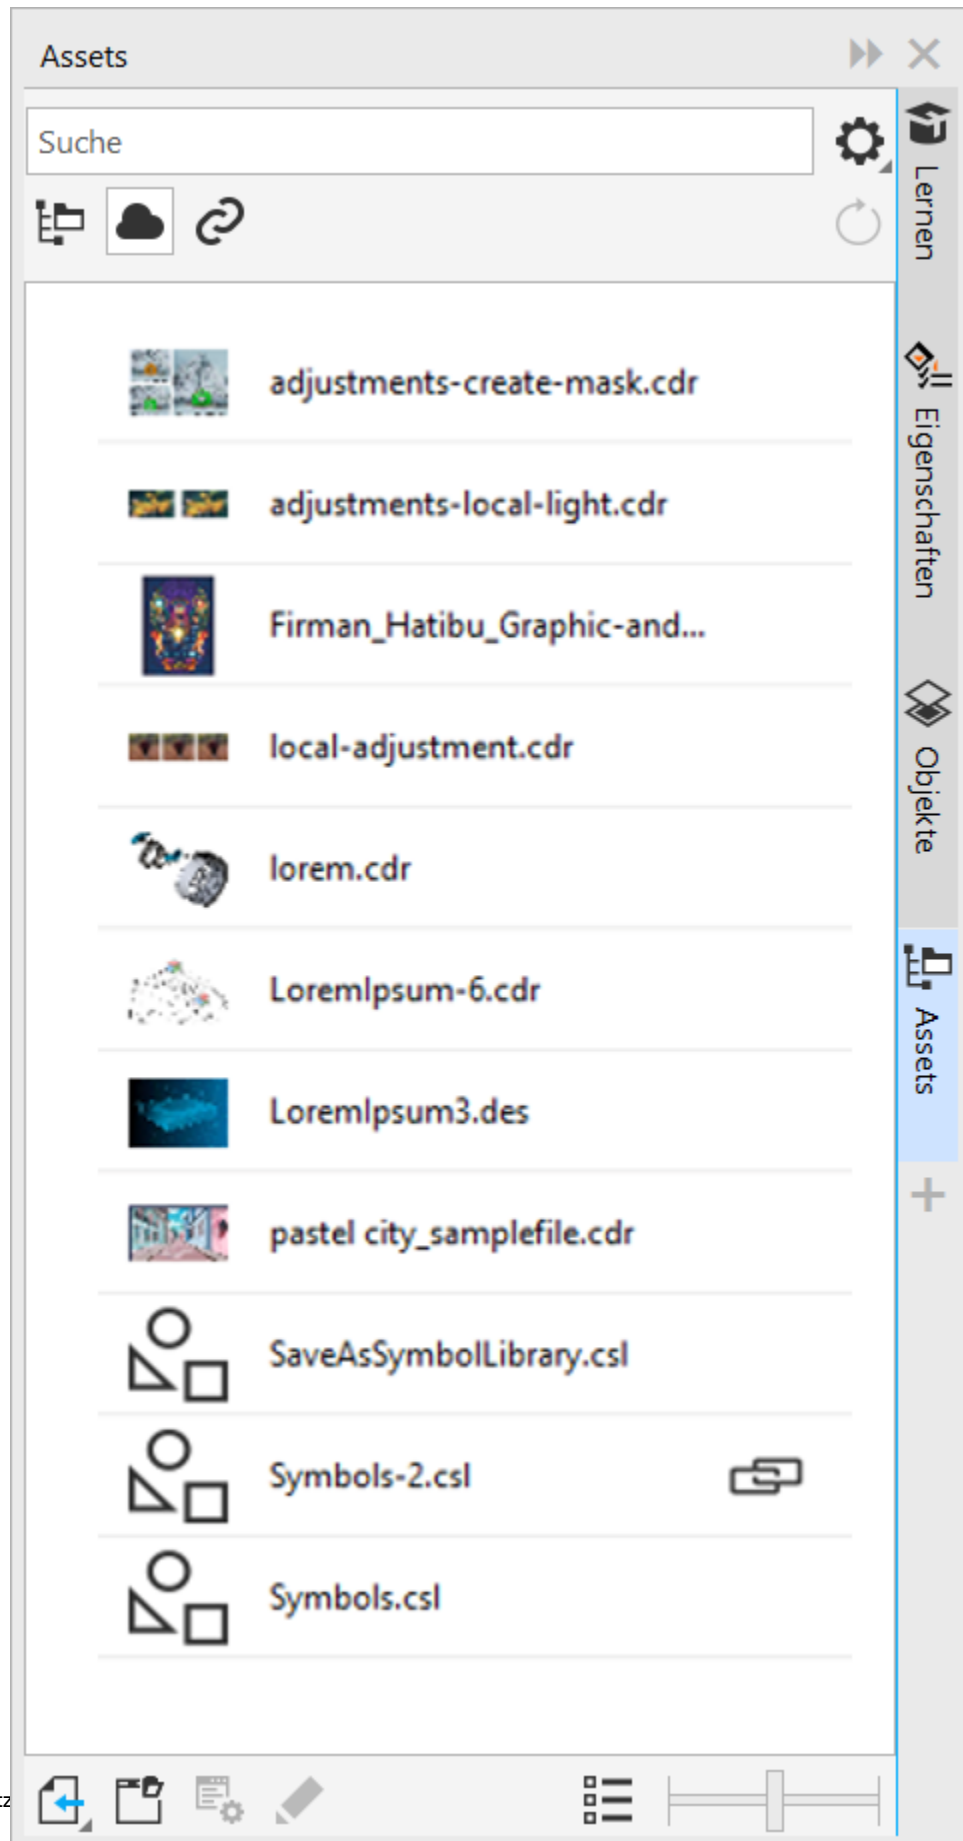 Assets
Suche
Lernen
adjustments-create-mask.cdr
adjustments-local-light.cdr
Eigenschaften
Firman_Hatibu_Graphic-and...
local-adjustment.cdr
Objekte
lorem.cdr
LoremIpsum-6.cdr
Assets
LoremIpsum3.des
pastel city_samplefile.cdr
SaveAsSymbolLibrary.csl
Symbols-2.csl
Symbols.csl